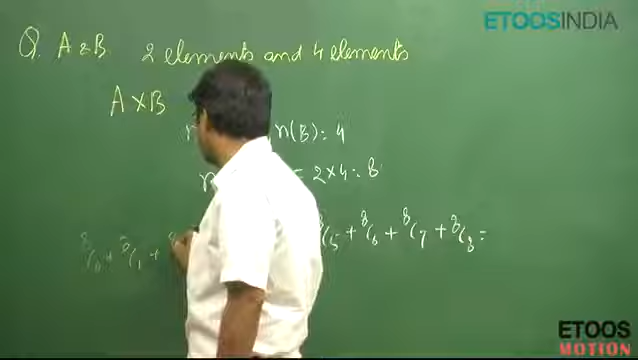 ETOOSINDIA
Q. A & B. 2 elements and 4 elements
A × B
n(B) = 4
= 2 × 4 = 8
⁸C₅ + ⁸C₆ + ⁸C₇ + ⁸C₈ =
⁸C₀ + ⁸C₁ +
ETOOS
MOTION